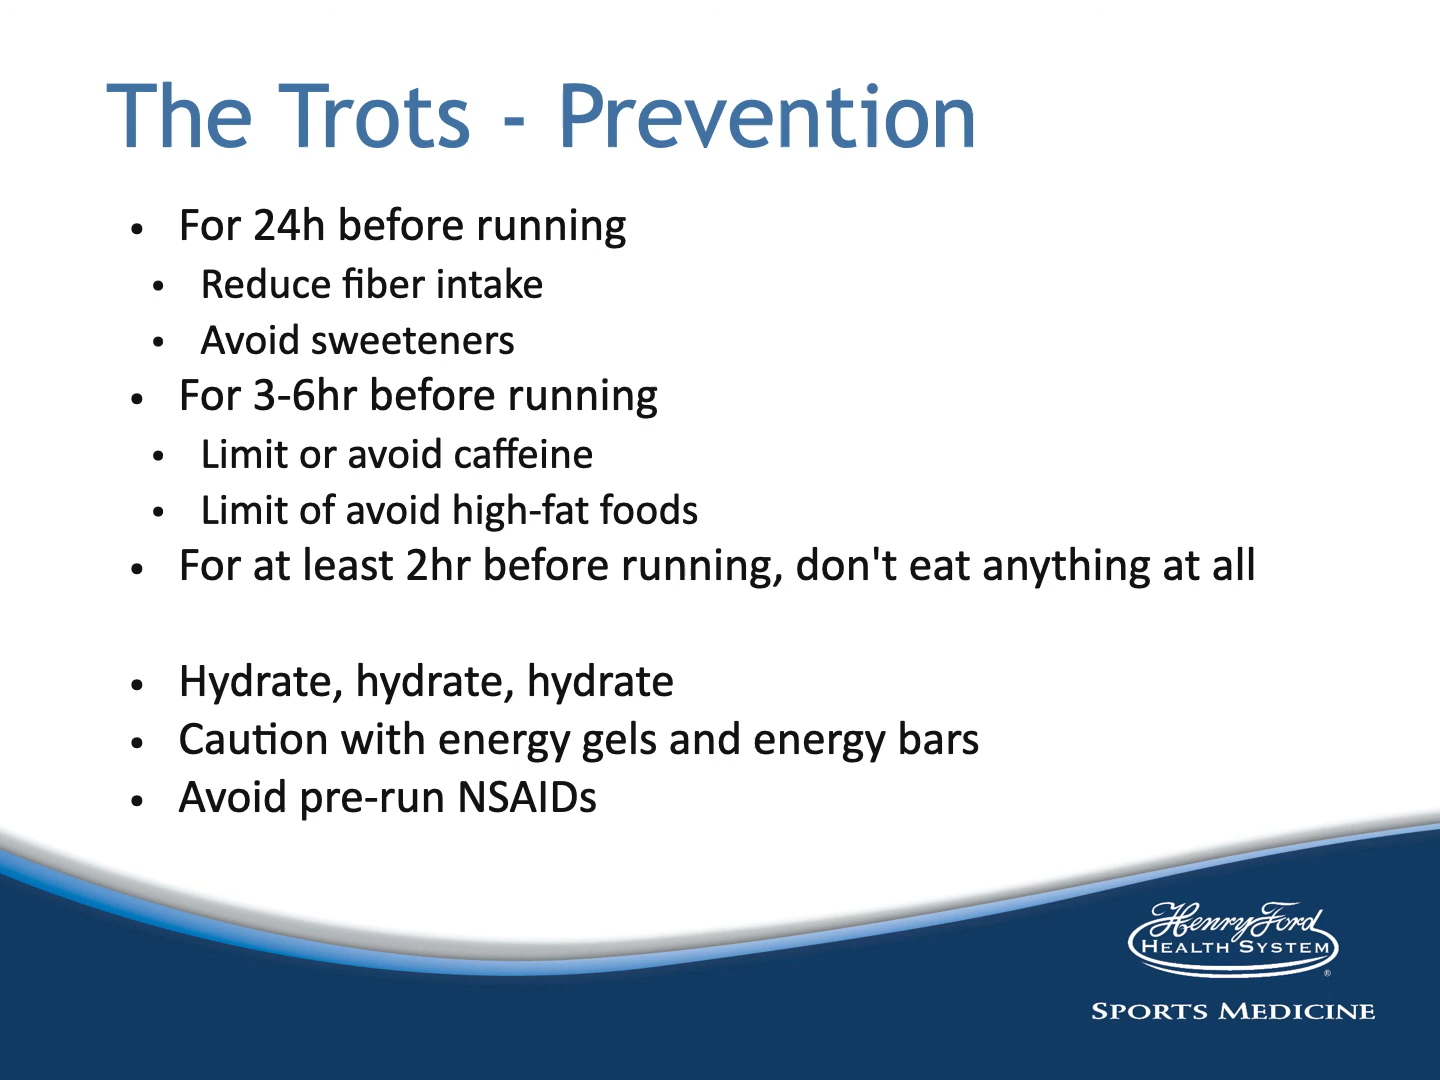 The Trots - Prevention
• For 24h before running
• Reduce fiber intake
• Avoid sweeteners
• For 3-6hr before running
• Limit or avoid caffeine
• Limit of avoid high-fat foods
• For at least 2hr before running, don't eat anything at all
• Hydrate, hydrate, hydrate
• Caution with energy gels and energy bars
• Avoid pre-run NSAIDs
Henry Ford
HEALTH SYSTEM
®
SPORTS MEDICINE